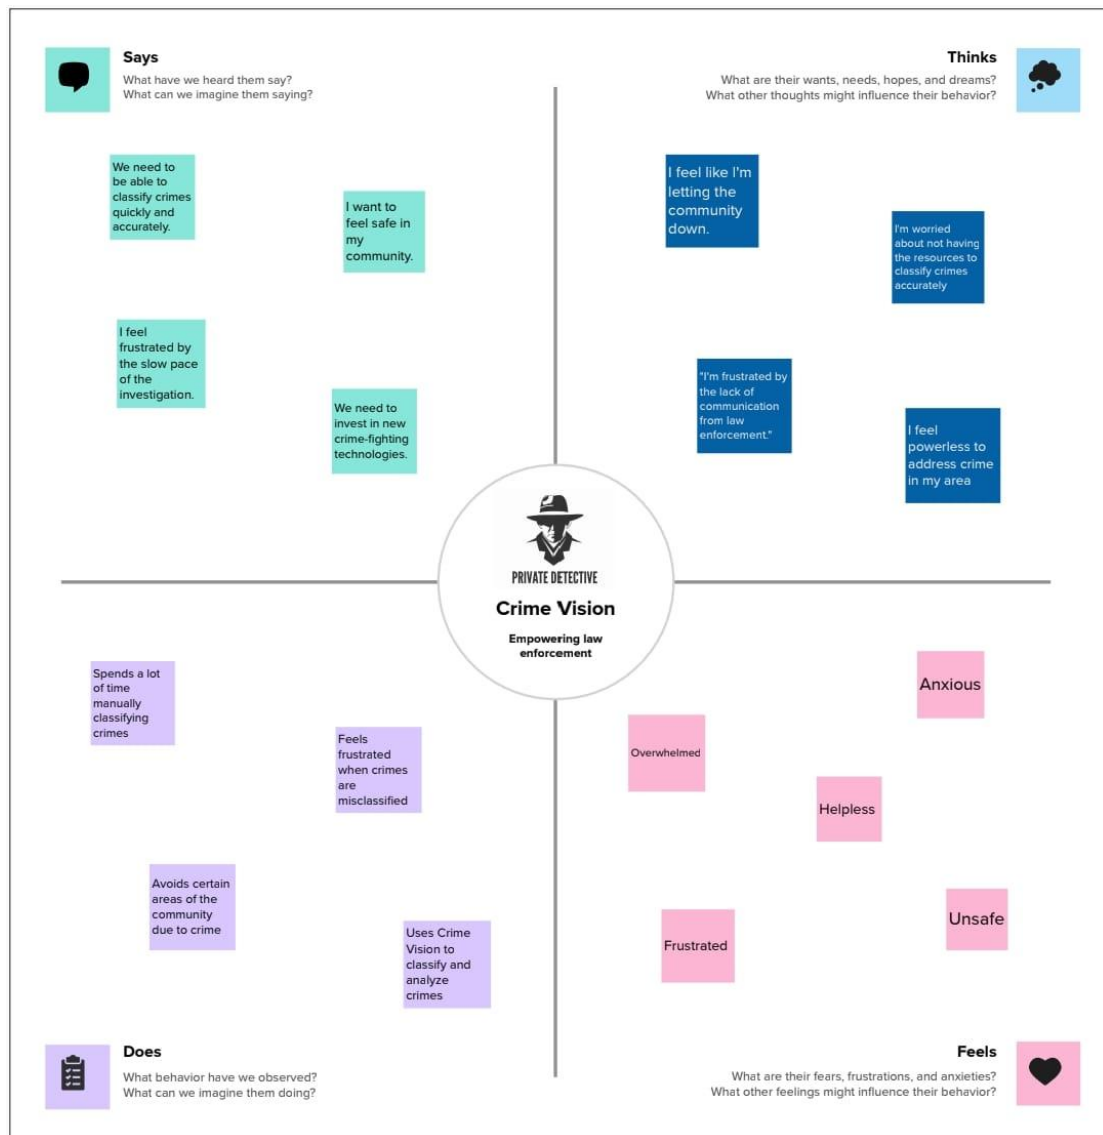 Says
What have we heard them say?
What can we imagine them saying?
Thinks
What are their wants, needs, hopes, and dreams?
What other thoughts might influence their behavior?
We need to
be able to
classify crimes
quickly and
accurately.
I want to
feel safe in
my
community.
I feel
frustrated by
the slow pace
of the
investigation.
We need to
invest in new
crime-fighting
technologies.
I feel like I'm
letting the
community
down.
I'm worried
about not having
the resources to
classify crimes
accurately
"I'm frustrated by
the lack of
communication
from law
enforcement."
I feel
powerless to
address crime
in my area
PRIVATE DETECTIVE
Crime Vision
Empowering law
enforcement
Spends a lot
of time
manually
classifying
crimes
Feels
frustrated
when crimes
are
misclassified
Avoids certain
areas of the
community
due to crime
Uses Crime
Vision to
classify and
analyze
crimes
Anxious
Overwhelmed
Helpless
Unsafe
Frustrated
Does
What behavior have we observed?
What can we imagine them doing?
Feels
What are their fears, frustrations, and anxieties?
What other feelings might influence their behavior?